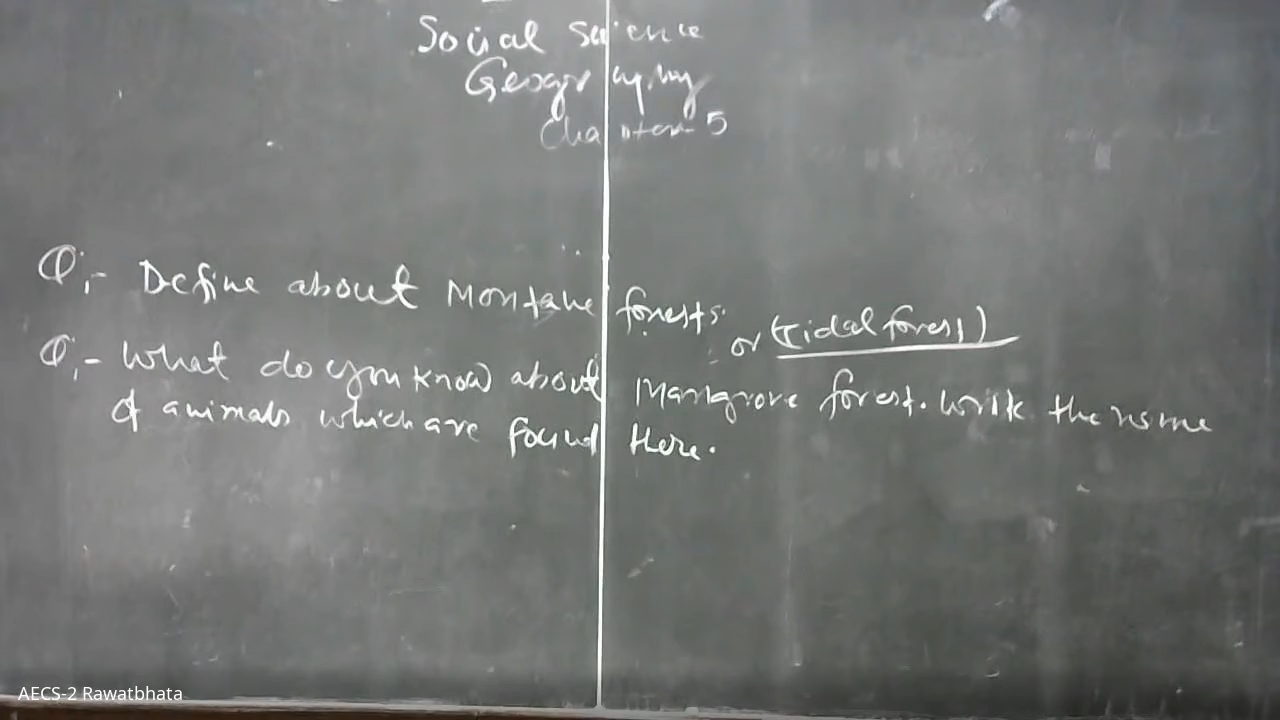 Social Science
Geography
Chapter 5
Q,- Define about Montane forests.
or (Tidal forest)
Q,- What do you know about Mangrove forest. Write the name
of animals which are found there.
AECS-2 Rawatbhata